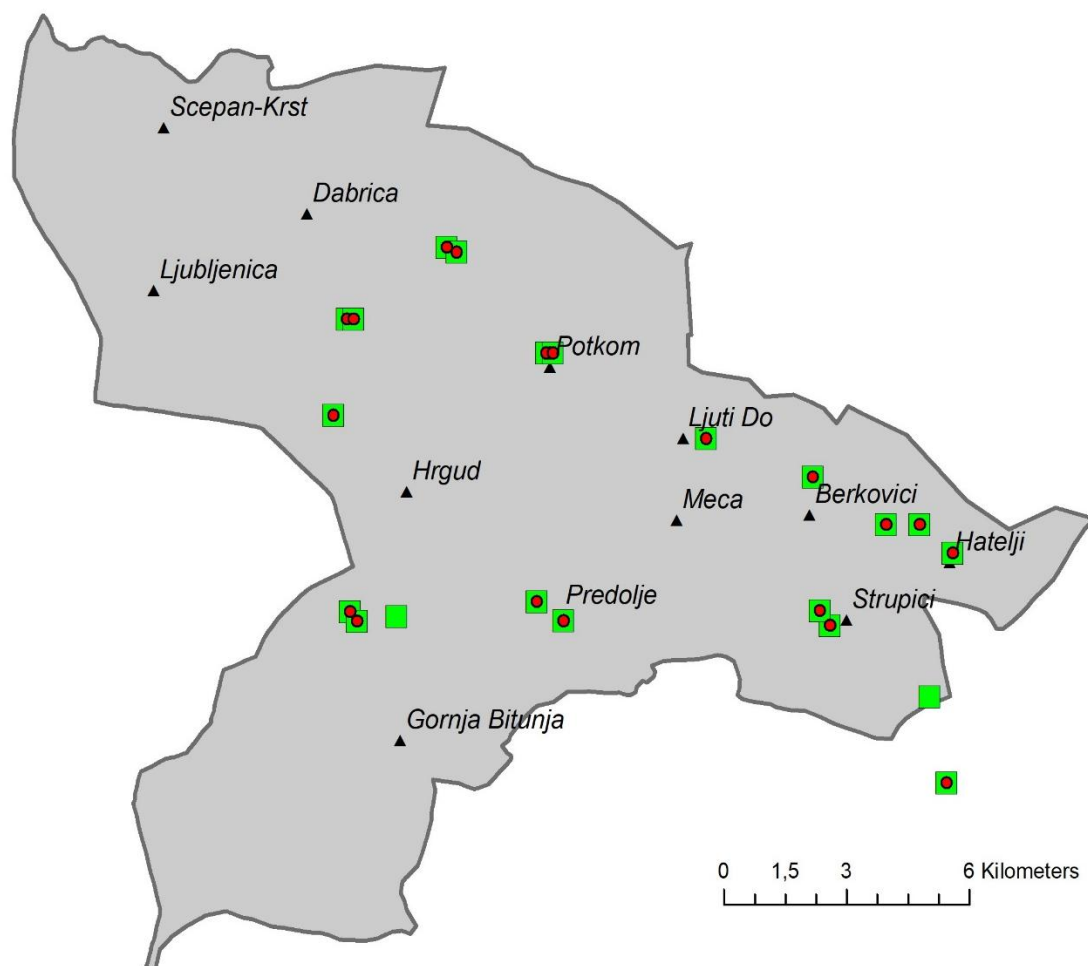 Scepan-Krst
Dabrica
Ljubljenica
Potkom
Ljuti Do
Hrgud
Meca
Berkovici
Hatelji
Predolje
Strupici
Gornja Bitunja
0 1,5 3 6 Kilometers